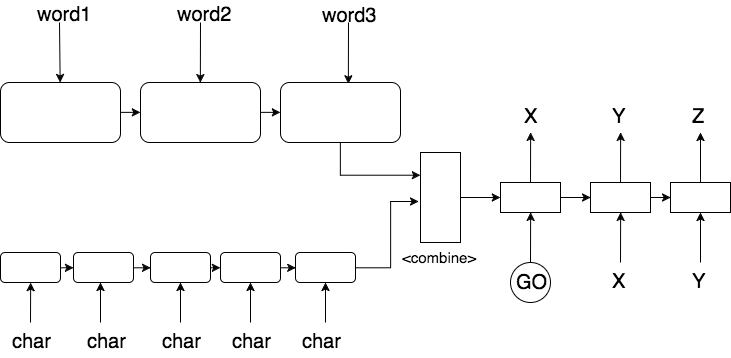 word1 word2 word3
X Y Z
<combine>
GO X Y
char char char char char